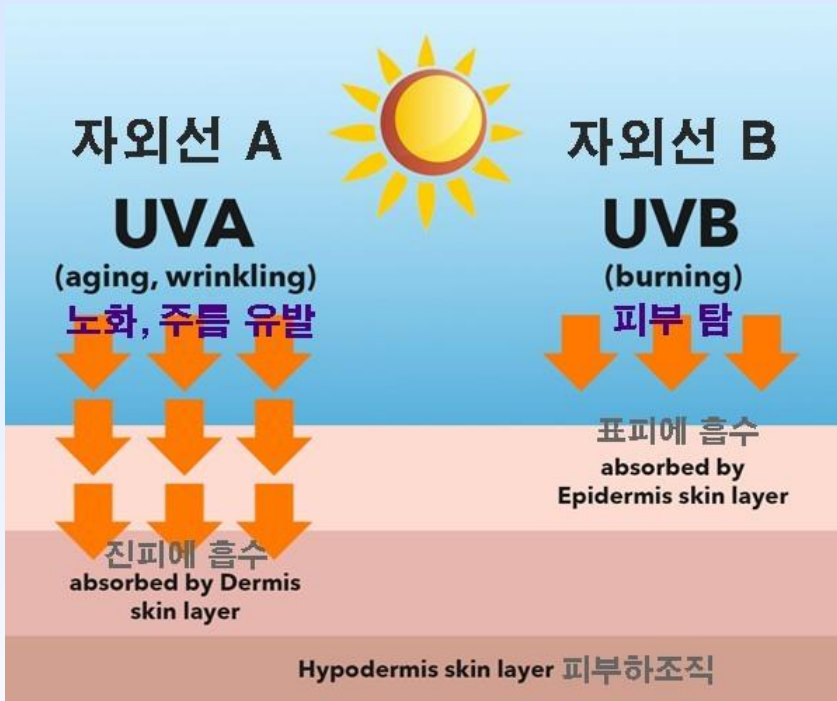 자외선 A
UVA
(aging, wrinkling)
노화, 주름 유발
자외선 B
UVB
(burning)
피부 탐
표피에 흡수
absorbed by
Epidermis skin layer
진피에 흡수
absorbed by Dermis
skin layer
Hypodermis skin layer 피부하조직